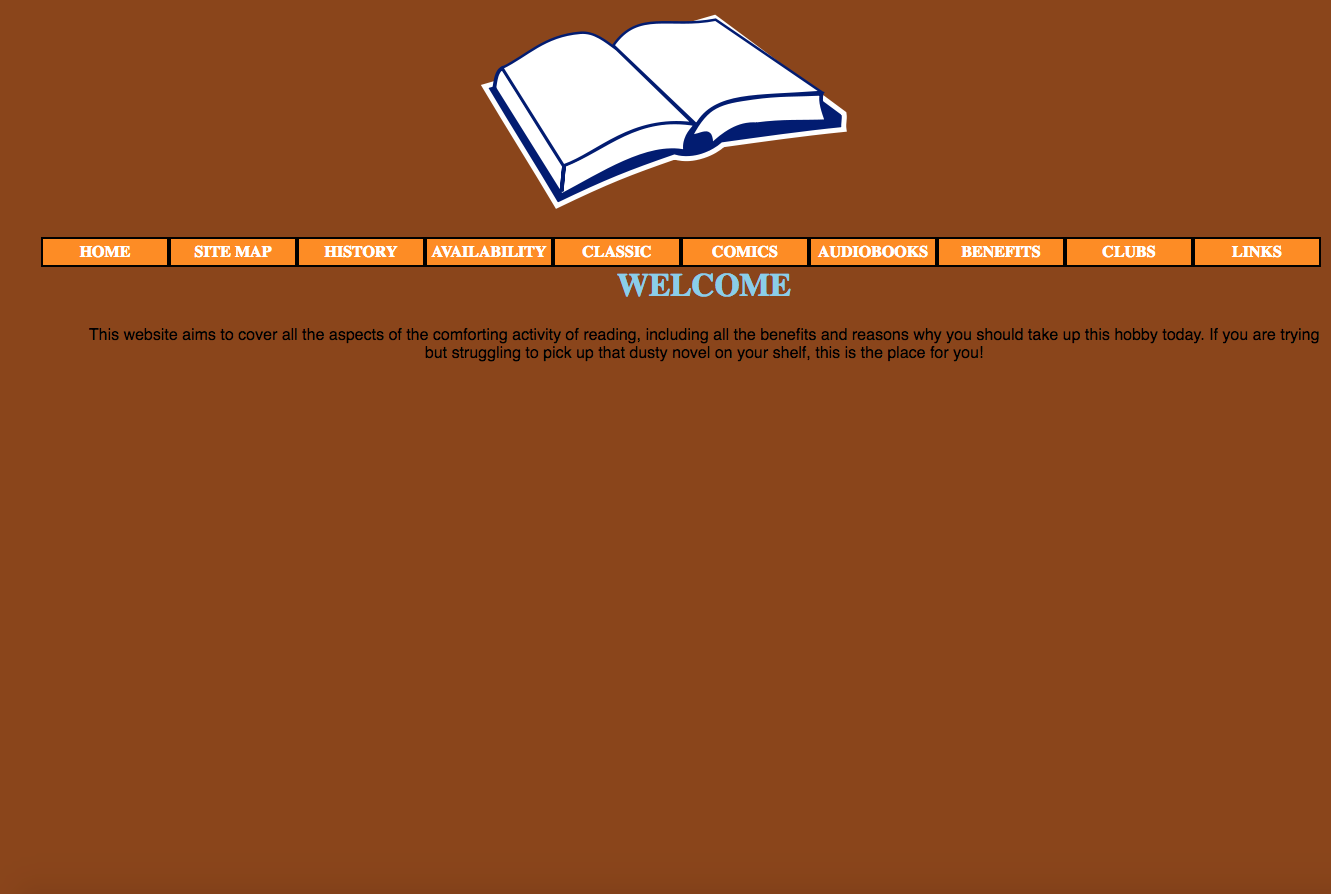 HOME SITE MAP HISTORY AVAILABILITY CLASSIC COMICS AUDIOBOOKS BENEFITS CLUBS LINKS
WELCOME
This website aims to cover all the aspects of the comforting activity of reading, including all the benefits and reasons why you should take up this hobby today. If you are trying
but struggling to pick up that dusty novel on your shelf, this is the place for you!